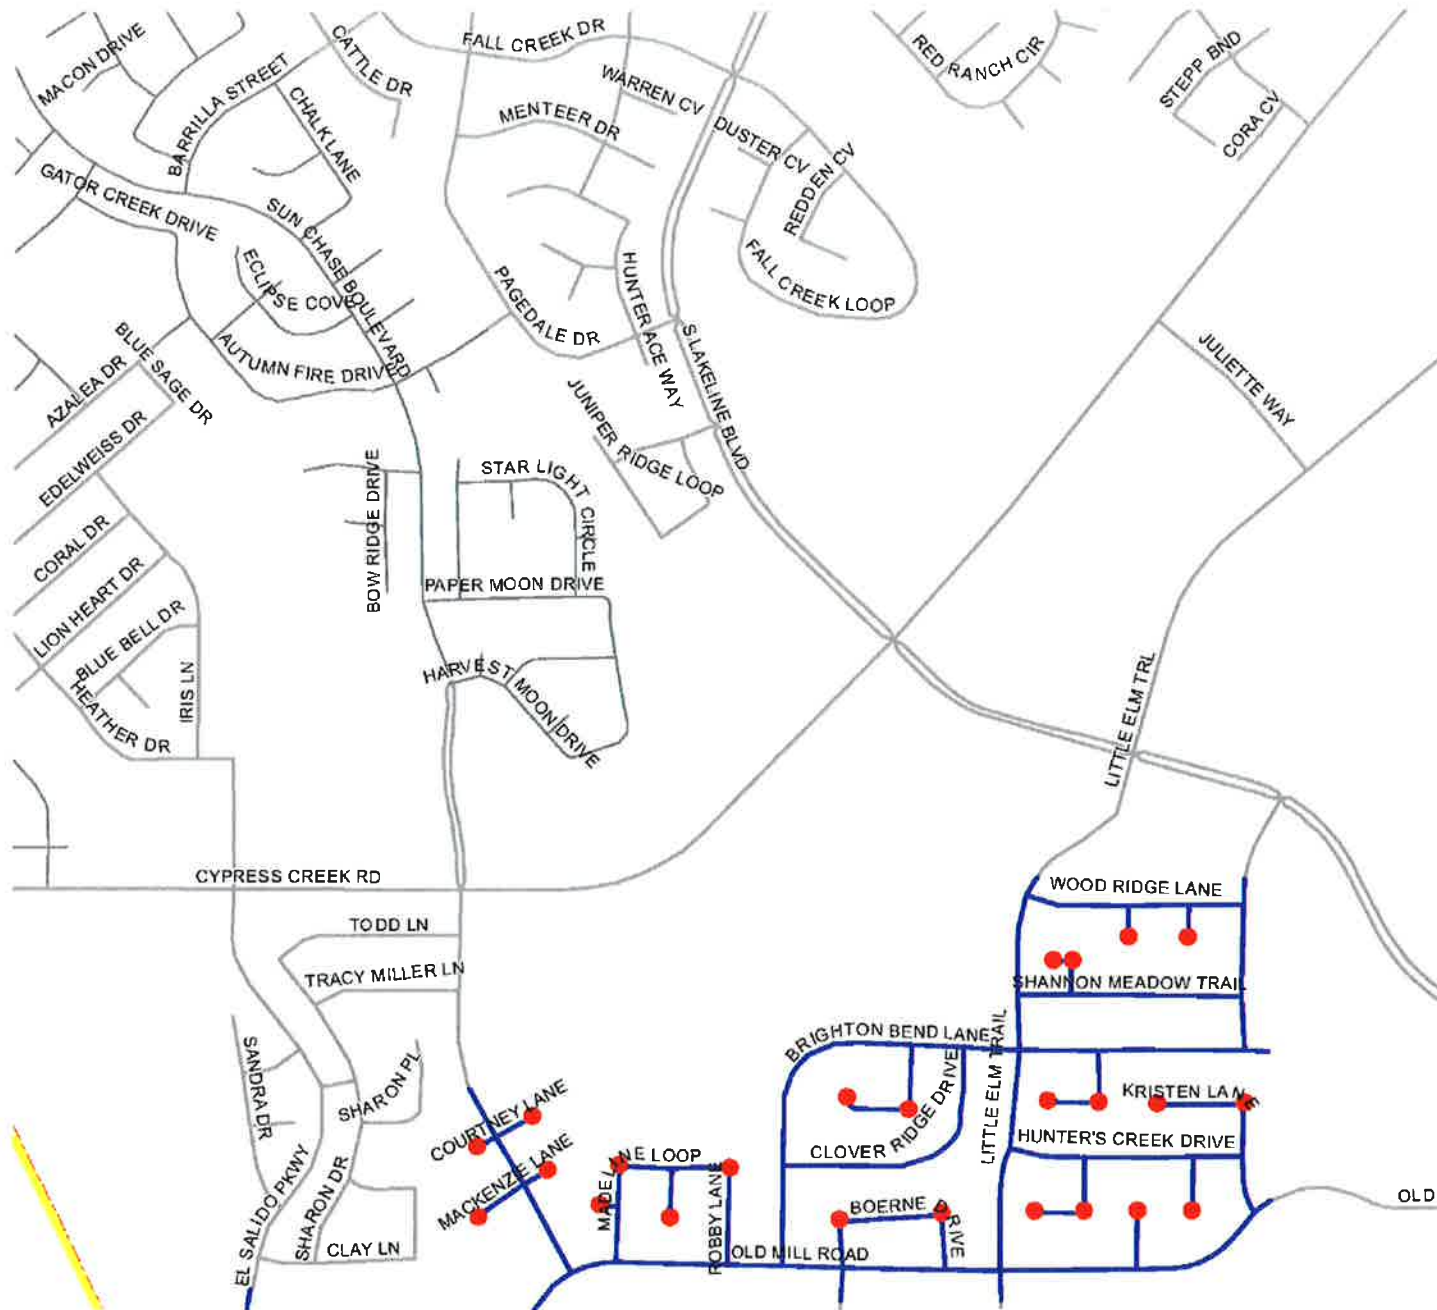 MACON DRIVE
BARRILLA STREET
CATTLE DR
FALL CREEK DR
RED RANCH CIR
STEPP BND
CORA CV
CHALK LANE
WARREN CV
MENTEER DR
DUSTER CV
REDDEN CV
GATOR CREEK DRIVE
SUN CHASE BOULEVARD
ECLIPSE COVE
PAGEDALE DR
HUNTER ACE WAY
FALL CREEK LOOP
BLUE SAGE DR
AZALEA DR
AUTUMN FIRE DRIVE
S LAKELINE BLVD
JULIETTE WAY
EDELWEISS DR
JUNIPER RIDGE LOOP
BOW RIDGE DRIVE
STAR LIGHT CIRCLE
CORAL DR
LION HEART DR
PAPER MOON DRIVE
BLUE BELL DR
HEATHER DR
IRIS LN
HARVEST MOON DRIVE
LITTLE ELM TRL
CYPRESS CREEK RD
WOOD RIDGE LANE
TODD LN
TRACY MILLER LN
SHANNON MEADOW TRAIL
SANDRA DR
SHARON PL
BRIGHTON BEND LANE
LITTLE ELM TRAIL
COURTNEY LANE
KRISTEN LANE
CLOVER RIDGE DRIVE
HUNTER'S CREEK DRIVE
MACKENZIE LANE
MADELINE LOOP
ROBBY LANE
BOERNE DRIVE
OLD
EL SALIDO PKWY
SHARON DR
CLAY LN
OLD MILL ROAD